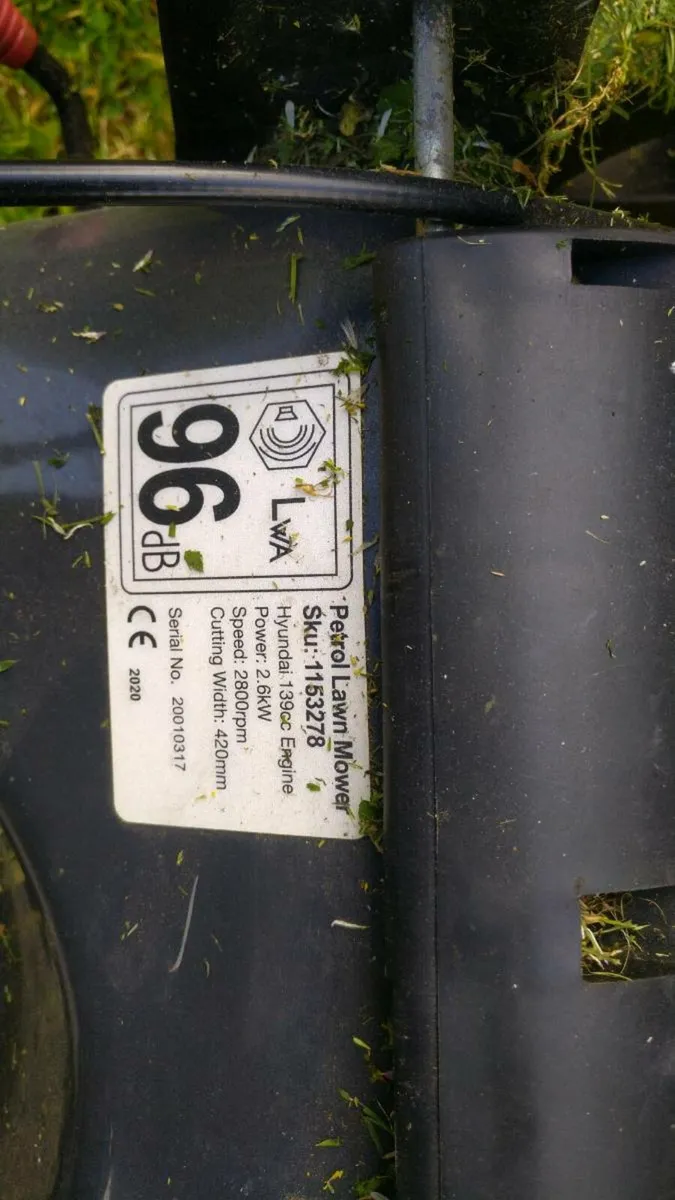 LWA
96 dB
Petrol Lawn Mower
Sku: 1153278
Hyundai 139cc Engine
Power: 2.6kW
Speed: 2800rpm
Cutting Width: 420mm
Serial No. 20010317
CE 2020